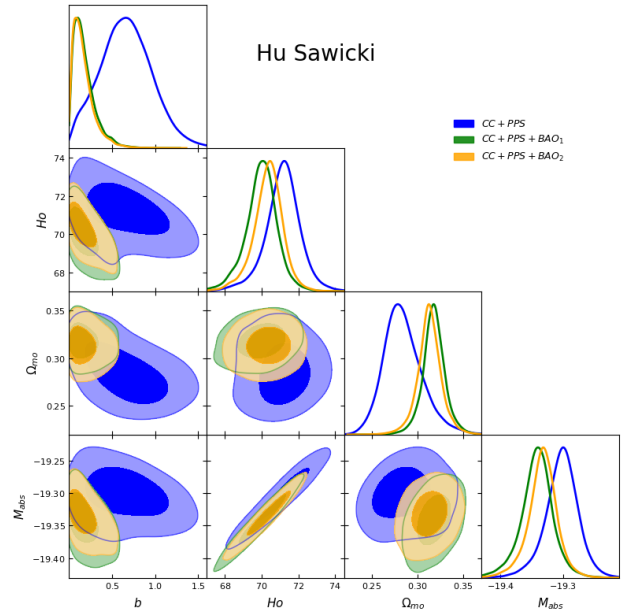 Hu Sawicki
CC + PPS
CC + PPS + BAO₁
CC + PPS + BAO₂
74
72
70
68
Ho
0.35
0.30
0.25
Ωmo
−19.25
−19.30
−19.35
−19.40
Mabs
0.5 1.0 1.5
68 70 72 74
0.25 0.30 0.35
−19.4 −19.3
b
Ho
Ωmo
Mabs